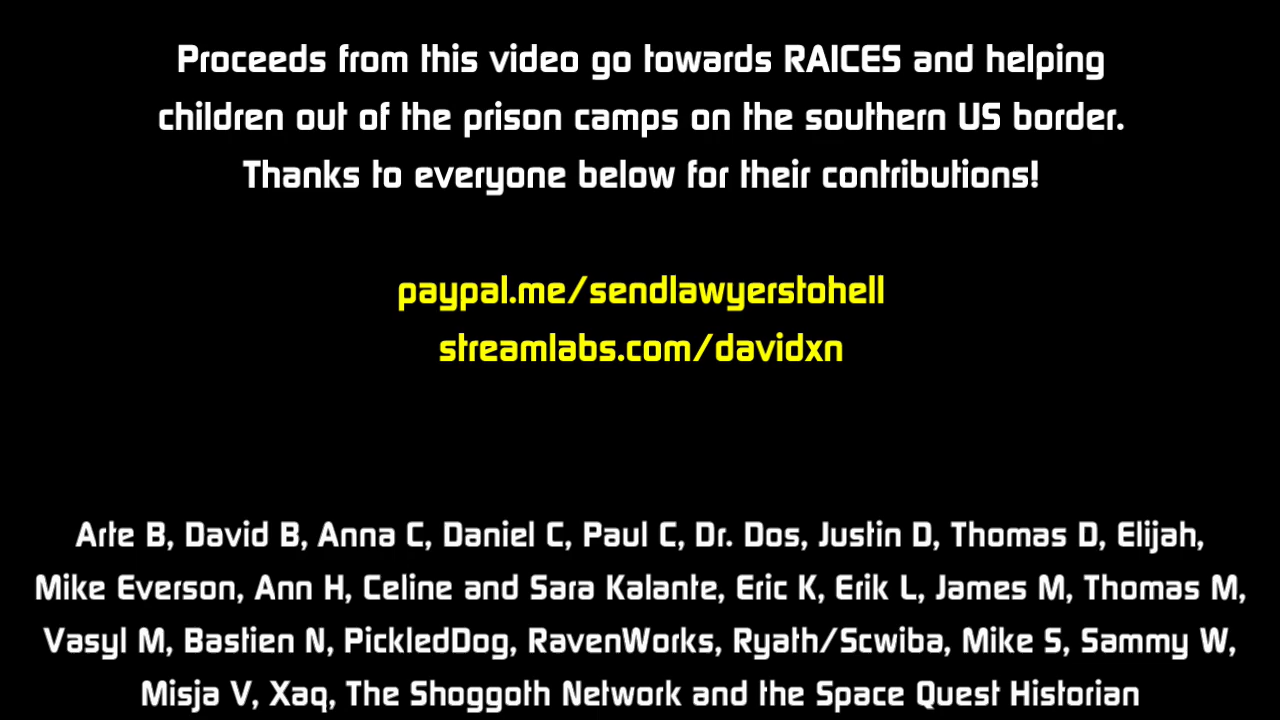 Proceeds from this video go towards RAICES and helping
children out of the prison camps on the southern US border.
Thanks to everyone below for their contributions!
paypal.me/sendlawyerstohell
streamlabs.com/davidxn
Arte B, David B, Anna C, Daniel C, Paul C, Dr. Dos, Justin D, Thomas D, Elijah,
Mike Everson, Ann H, Celine and Sara Kalante, Eric K, Erik L, James M, Thomas M,
Vasyl M, Bastien N, PickledDog, RavenWorks, Ryath/Scwiba, Mike S, Sammy W,
Misja V, Xaq, The Shoggoth Network and the Space Quest Historian